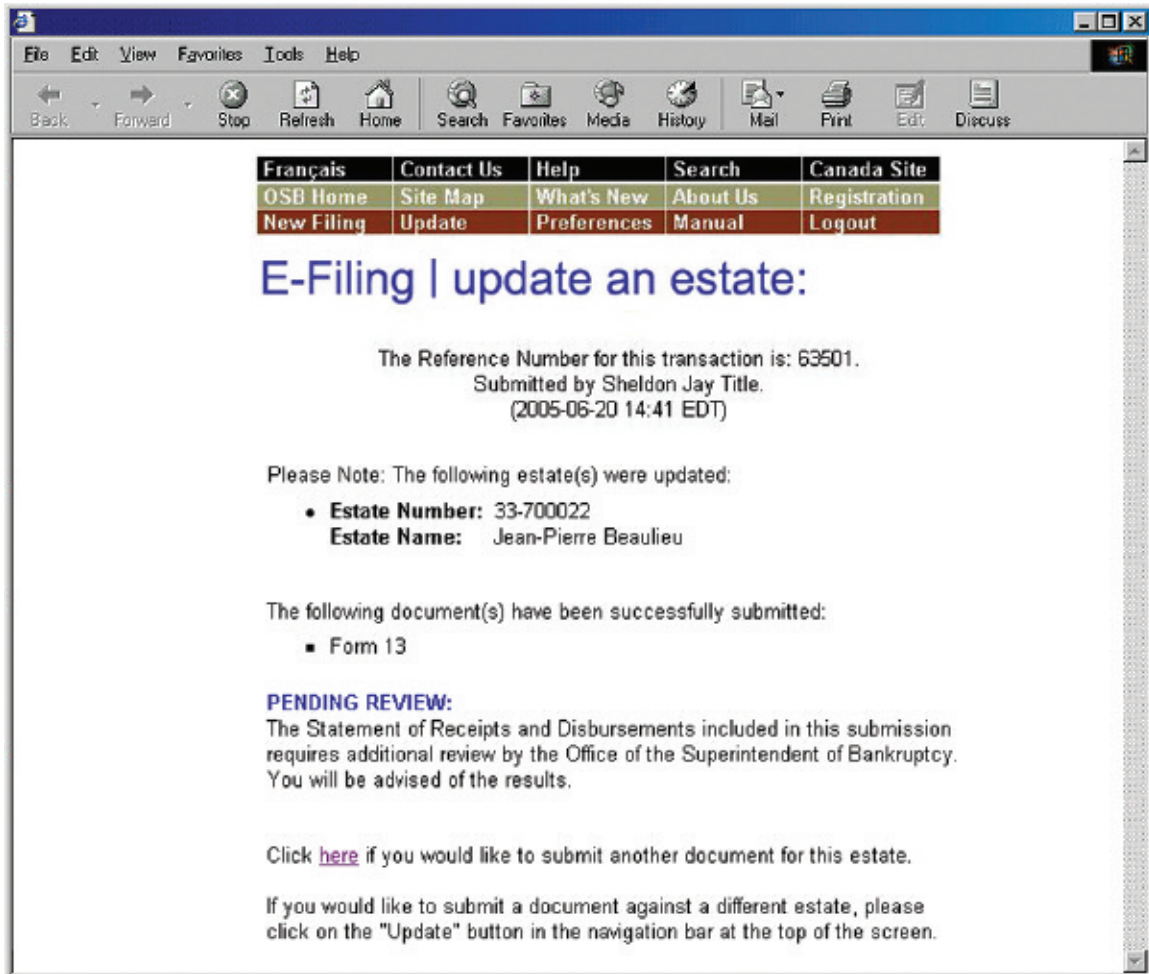 File Edit View Favorites Tools Help
Back Forward Stop Refresh Home Search Favorites Media History Mail Print Edit Discuss
Français Contact Us Help Search Canada Site
OSB Home Site Map What's New About Us Registration
New Filing Update Preferences Manual Logout
E-Filing | update an estate:
The Reference Number for this transaction is: 63501.
Submitted by Sheldon Jay Title.
(2005-06-20 14:41 EDT)
Please Note: The following estate(s) were updated:
• Estate Number: 33-700022
Estate Name: Jean-Pierre Beaulieu
The following document(s) have been successfully submitted:
▪ Form 13
PENDING REVIEW:
The Statement of Receipts and Disbursements included in this submission
requires additional review by the Office of the Superintendent of Bankruptcy.
You will be advised of the results.
Click here if you would like to submit another document for this estate.
If you would like to submit a document against a different estate, please
click on the "Update" button in the navigation bar at the top of the screen.